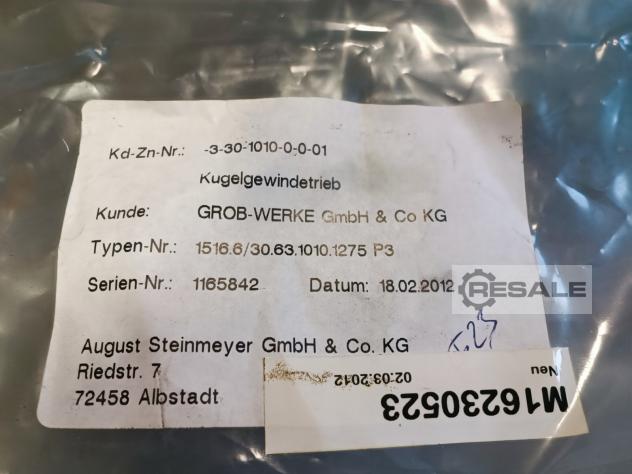 Kd-Zn-Nr.: -3-30-1010-0-0-01
Kugelgewindetrieb
Kunde: GROB-WERKE GmbH & Co KG
Typen-Nr.: 1516.6/30.63.1010.1275 P3
Serien-Nr.: 1165842 Datum: 18.02.2012
RESALE
August Steinmeyer GmbH & Co. KG
Riedstr. 7
72458 Albstadt
M16230523
Neu
02.03.2012